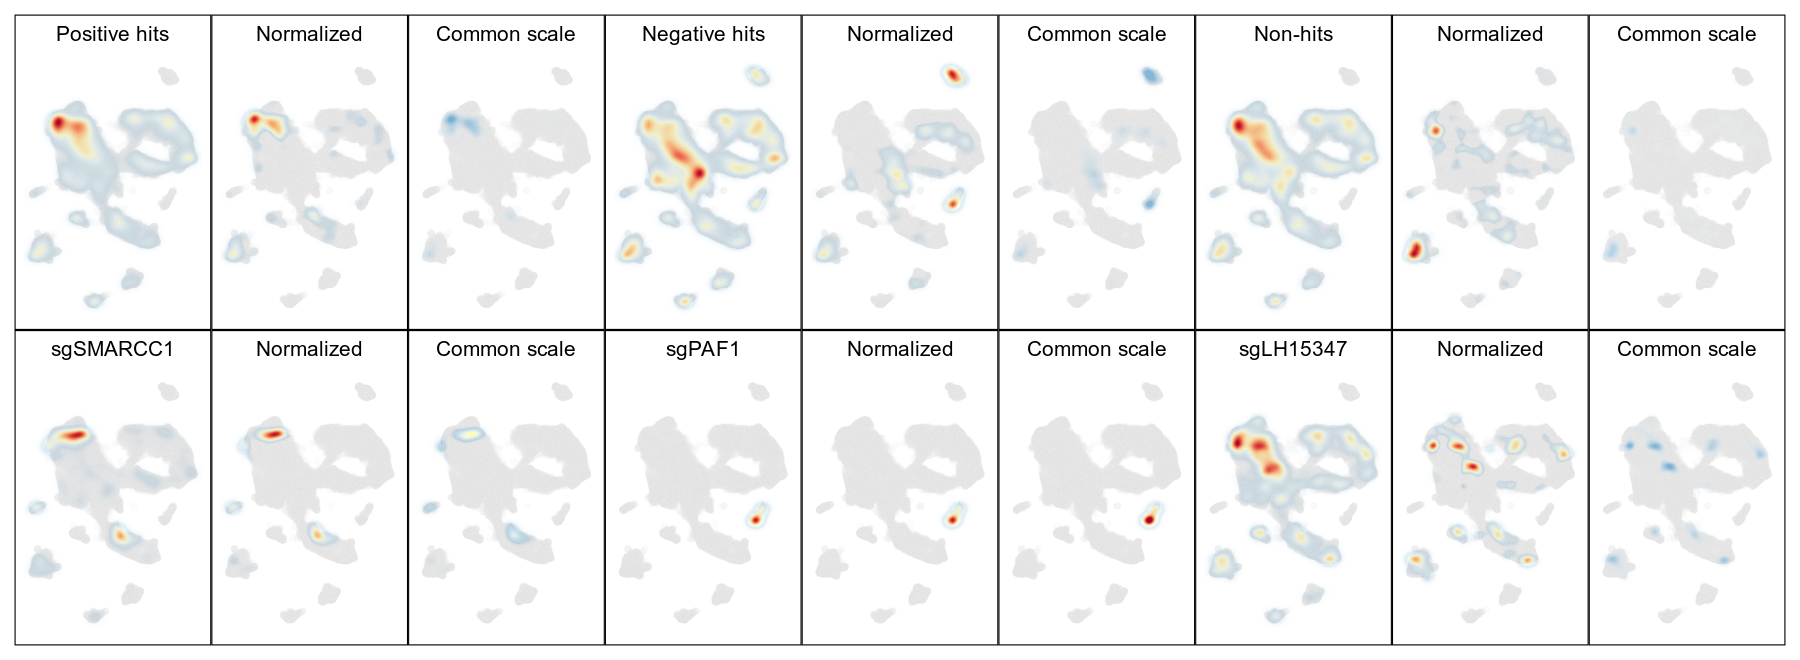 Positive hits
Normalized
Common scale
Negative hits
Normalized
Common scale
Non-hits
Normalized
Common scale
sgSMARCC1
Normalized
Common scale
sgPAF1
Normalized
Common scale
sgLH15347
Normalized
Common scale